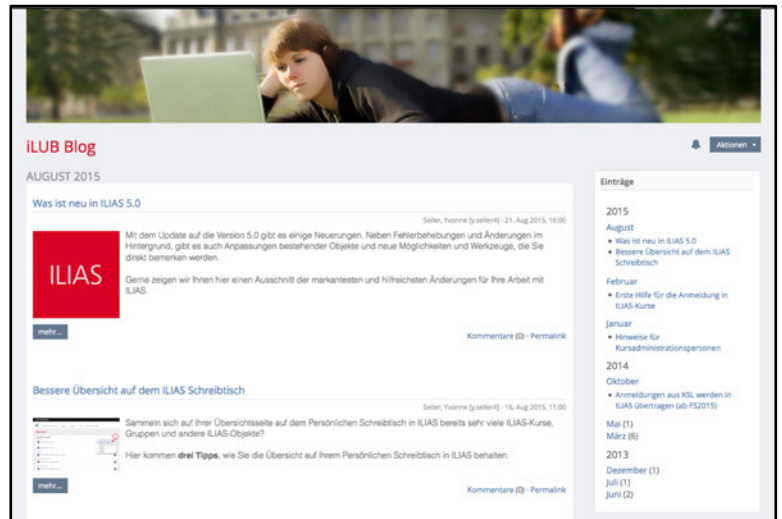 iLUB Blog
Aktionen
AUGUST 2015
Was ist neu in ILIAS 5.0
Seiler, Yvonne [y.seiler4] - 21. Aug 2015, 16:00
ILIAS
Mit dem Update auf die Version 5.0 gibt es einige Neuerungen. Neben Fehlerbehebungen und Änderungen im
Hintergrund, gibt es auch Anpassungen bestehender Objekte und neue Möglichkeiten und Werkzeuge, die Sie
direkt bemerken werden.
Gerne zeigen wir Ihnen hier einen Ausschnitt der markantesten und hilfreichsten Änderungen für Ihre Arbeit mit
ILIAS.
mehr...
Kommentare (0) · Permalink
Bessere Übersicht auf dem ILIAS Schreibtisch
Seiler, Yvonne [y.seiler4] - 16. Aug 2015, 11:00
Sammeln sich auf Ihrer Übersichtsseite auf dem Persönlichen Schreibtisch in ILIAS bereits sehr viele ILIAS-Kurse,
Gruppen und andere ILIAS-Objekte?
Hier kommen drei Tipps, wie Sie die Übersicht auf Ihrem Persönlichen Schreibtisch in ILIAS behalten.
mehr...
Kommentare (0) · Permalink
Einträge
2015
August
Was ist neu in ILIAS 5.0
Bessere Übersicht auf dem ILIAS
Schreibtisch
Februar
Erste Hilfe für die Anmeldung in
ILIAS-Kurse
Januar
Hinweise für
Kursadministrationspersonen
2014
Oktober
Anmeldungen aus KSL werden in
ILIAS übertragen (ab FS2015)
Mai (1)
März (6)
2013
Dezember (1)
Juli (1)
Juni (2)